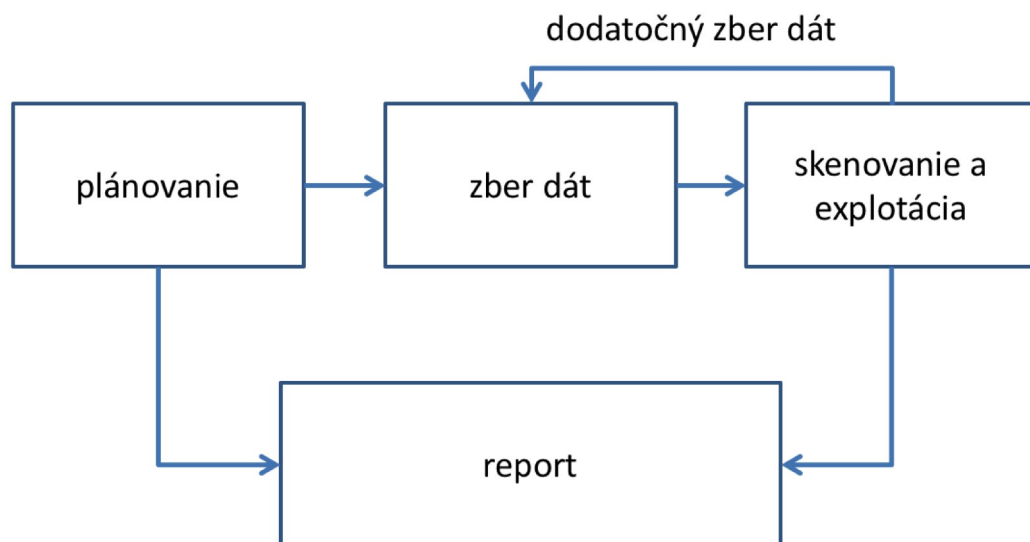 dodatočný zber dát
plánovanie
zber dát
skenovanie a
explotácia
report